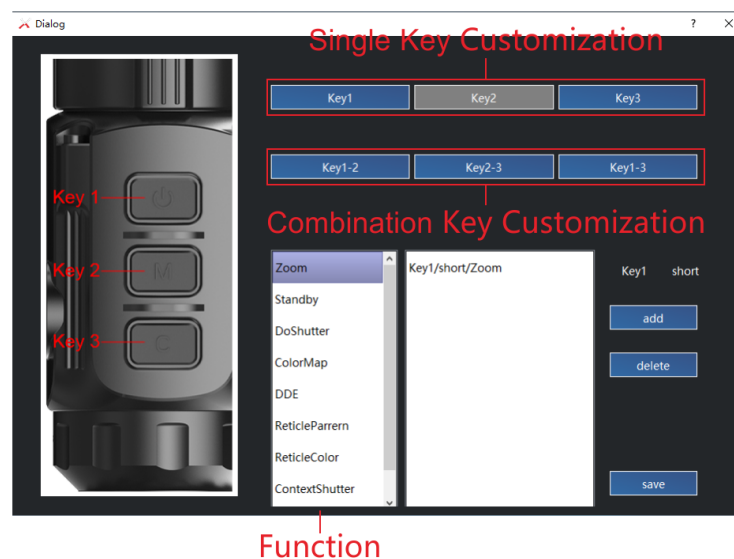 Dialog ? ×
Single Key Customization
Key1 Key2 Key3
Key1-2 Key2-3 Key1-3
Combination Key Customization
Key 1
Key 2
M
Key 3
C
Zoom
Standby
DoShutter
ColorMap
DDE
ReticleParrern
ReticleColor
ContextShutter
Key1/short/Zoom
Key1 short
add
delete
save
Function